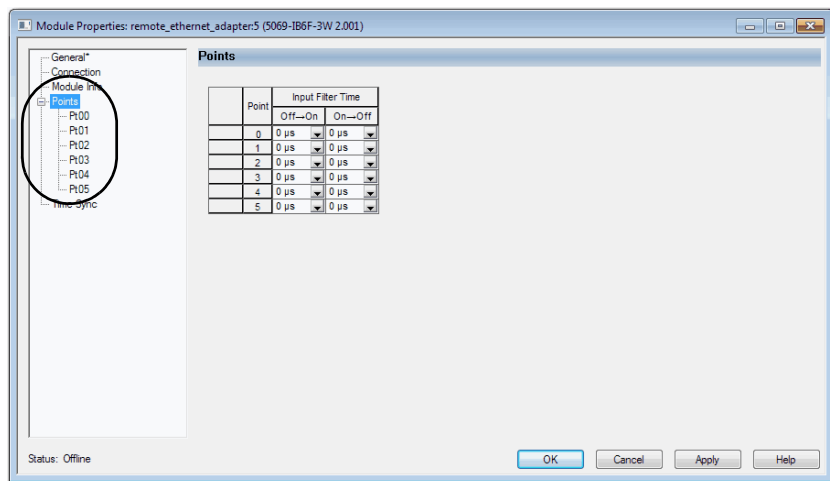 Module Properties: remote_ethernet_adapter:5 (5069-IB6F-3W 2.001)
General*
Connection
Module Info
Points
Pt00
Pt01
Pt02
Pt03
Pt04
Pt05
Time Sync
Points
Point Input Filter Time
Off→On On→Off
0 0 µs 0 µs
1 0 µs 0 µs
2 0 µs 0 µs
3 0 µs 0 µs
4 0 µs 0 µs
5 0 µs 0 µs
Status: Offline
OK Cancel Apply Help